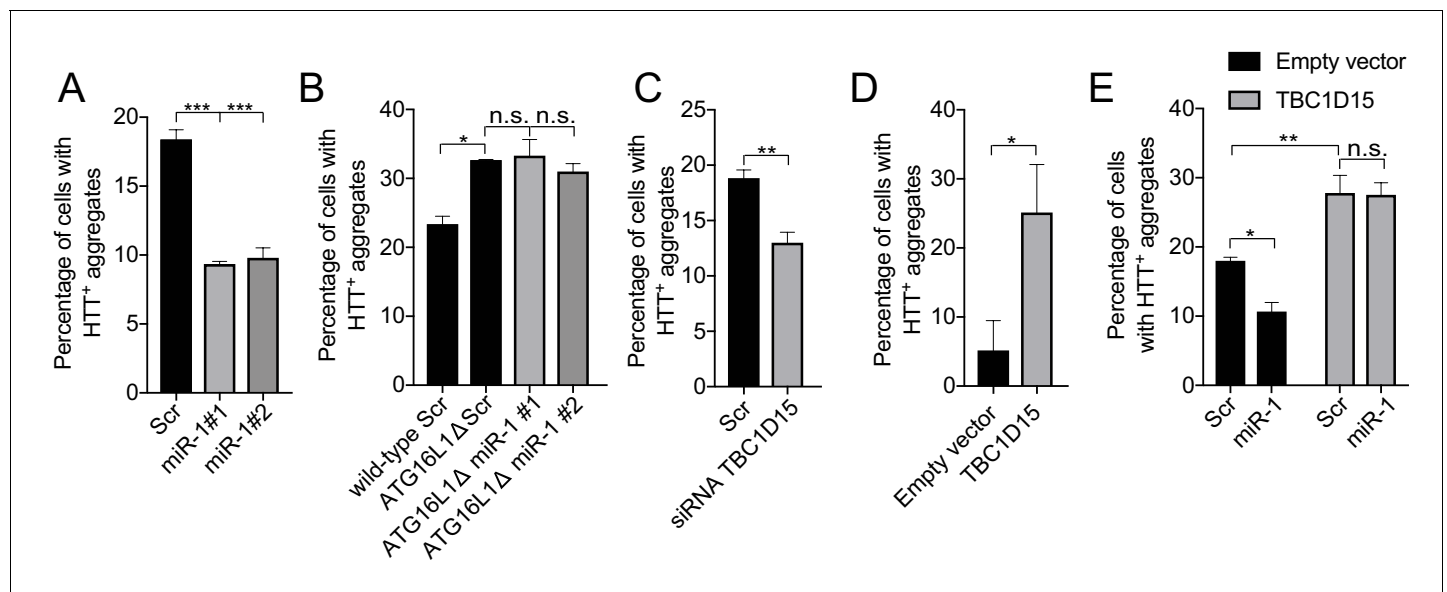 A
Percentage of cells with
HTT+ aggregates
20
15
10
5
0
***
***
Scr
miR-1#1
miR-1#2
B
Percentage of cells with
HTT+ aggregates
40
30
20
10
0
*
n.s.
n.s.
wild-type Scr
ATG16L1Δ Scr
ATG16L1Δ miR-1 #1
ATG16L1Δ miR-1 #2
C
Percentage of cells with
HTT+ aggregates
25
20
15
10
5
0
**
Scr
siRNA TBC1D15
D
Percentage of cells with
HTT+ aggregates
40
30
20
10
0
*
Empty vector
TBC1D15
E
Empty vector
TBC1D15
Percentage of cells
with HTT+ aggregates
40
30
20
10
0
*
**
n.s.
Scr
miR-1
Scr
miR-1